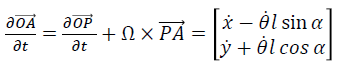 ∂OA⃗/∂t = ∂OP⃗/∂t + Ω × PA⃗ = [ẋ − θ̇l sin α
ẏ + θ̇l cos α]